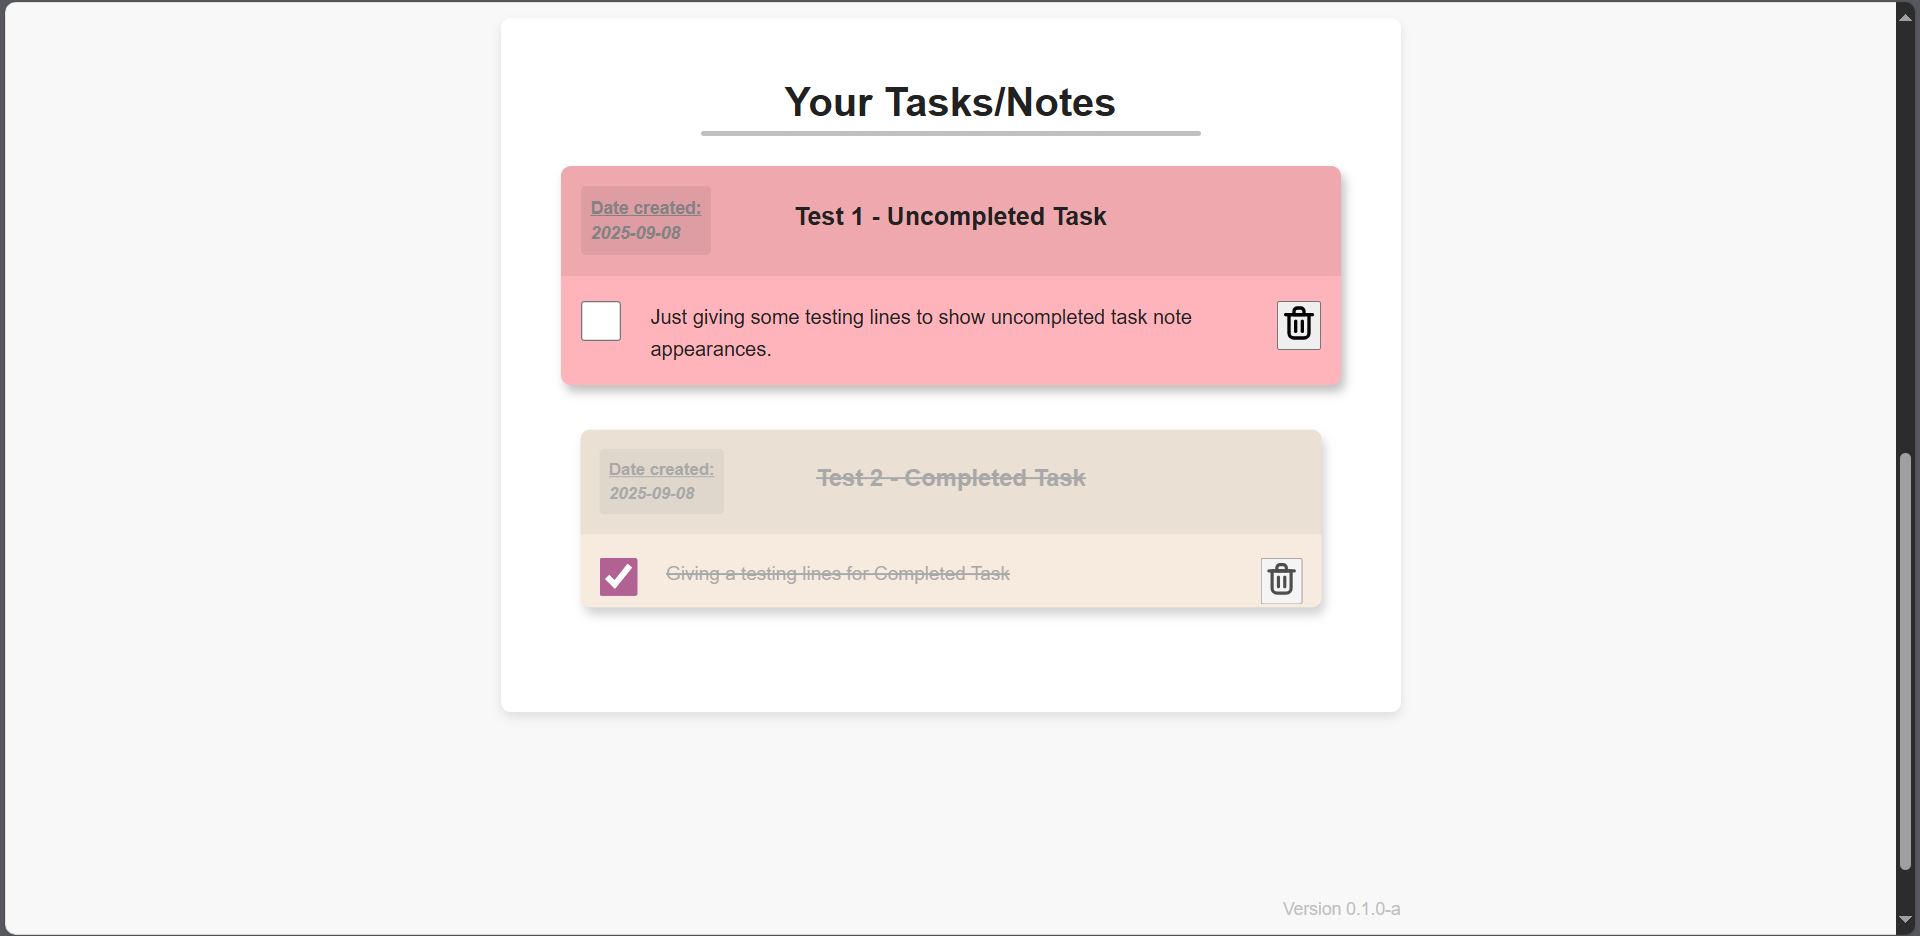 Your Tasks/Notes
Date created:
2025-09-08
Test 1 - Uncompleted Task
Just giving some testing lines to show uncompleted task note
appearances.
Date created:
2025-09-08
Test 2 - Completed Task
Giving a testing lines for Completed Task
Version 0.1.0-a